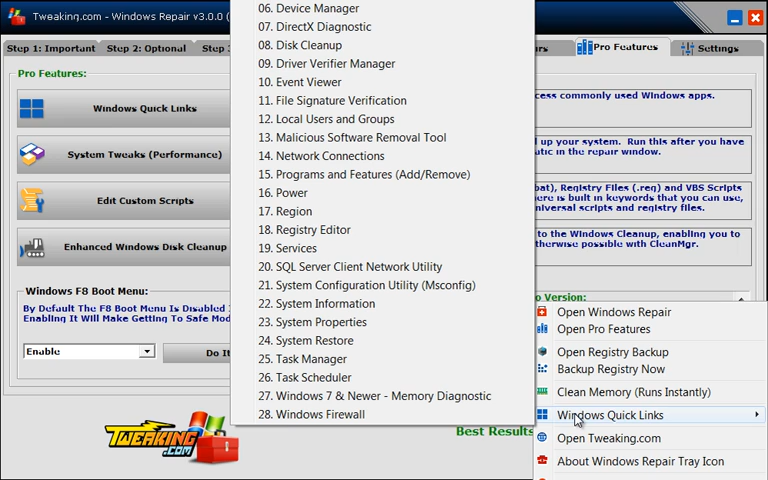 Tweaking.com - Windows Repair v3.0.0 (
Step 1: Important
Step 2: Optional
Step 3
Pro Features
Settings
Pro Features:
Windows Quick Links
System Tweaks (Performance)
Edit Custom Scripts
Enhanced Windows Disk Cleanup
cess commonly used Windows apps.
d up your system. Run this after you have
atic in the repair window.
bat), Registry Files (.reg) and VBS Scripts
here is built in keywords that you can use,
niversal scripts and registry files.
to the Windows Cleanup, enabling you to
therwise possible with CleanMgr.
Windows F8 Boot Menu:
By Default The F8 Boot Menu Is Disabled
Enabling It Will Make Getting To Safe Mod
Enable
Do It
o Version:
TWEAKING
.COM
Best Results
06. Device Manager
07. DirectX Diagnostic
08. Disk Cleanup
09. Driver Verifier Manager
10. Event Viewer
11. File Signature Verification
12. Local Users and Groups
13. Malicious Software Removal Tool
14. Network Connections
15. Programs and Features (Add/Remove)
16. Power
17. Region
18. Registry Editor
19. Services
20. SQL Server Client Network Utility
21. System Configuration Utility (Msconfig)
22. System Information
23. System Properties
24. System Restore
25. Task Manager
26. Task Scheduler
27. Windows 7 & Newer - Memory Diagnostic
28. Windows Firewall
Open Windows Repair
Open Pro Features
Open Registry Backup
Backup Registry Now
Clean Memory (Runs Instantly)
Windows Quick Links
Open Tweaking.com
About Windows Repair Tray Icon